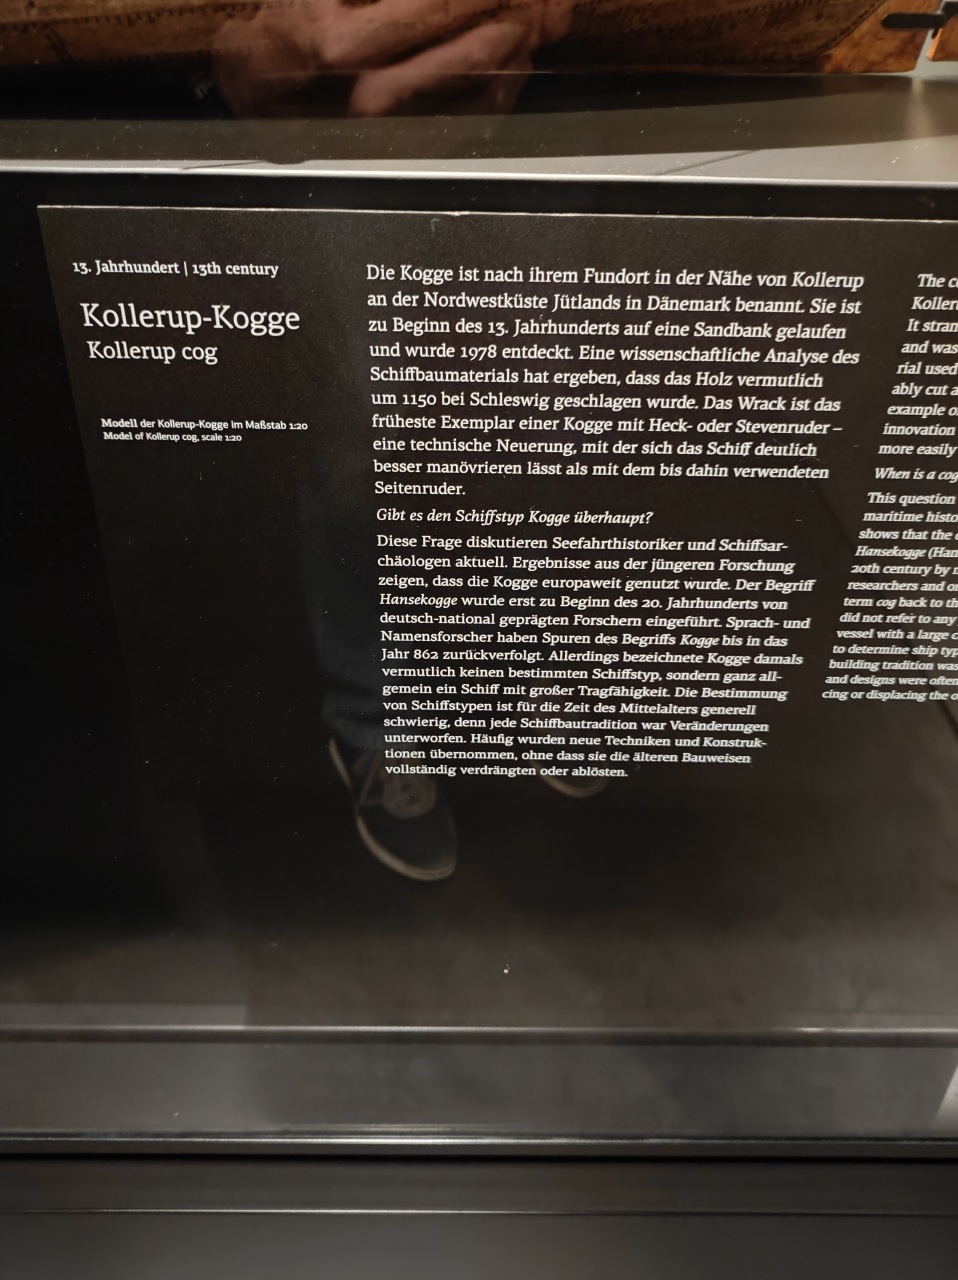 13. Jahrhundert | 13th century
Kollerup-Kogge
Kollerup cog
Modell der Kollerup-Kogge im Maßstab 1:20
Model of Kollerup cog, scale 1:20
Die Kogge ist nach ihrem Fundort in der Nähe von Kollerup
an der Nordwestküste Jütlands in Dänemark benannt. Sie ist
zu Beginn des 13. Jahrhunderts auf eine Sandbank gelaufen
und wurde 1978 entdeckt. Eine wissenschaftliche Analyse des
Schiffbaumaterials hat ergeben, dass das Holz vermutlich
um 1150 bei Schleswig geschlagen wurde. Das Wrack ist das
früheste Exemplar einer Kogge mit Heck- oder Stevenruder –
eine technische Neuerung, mit der sich das Schiff deutlich
besser manövrieren lässt als mit dem bis dahin verwendeten
Seitenruder.
Gibt es den Schiffstyp Kogge überhaupt?
Diese Frage diskutieren Seefahrthistoriker und Schiffsar-
chäologen aktuell. Ergebnisse aus der jüngeren Forschung
zeigen, dass die Kogge europaweit genutzt wurde. Der Begriff
Hansekogge wurde erst zu Beginn des 20. Jahrhunderts von
deutsch-national geprägten Forschern eingeführt. Sprach- und
Namensforscher haben Spuren des Begriffs Kogge bis in das
Jahr 862 zurückverfolgt. Allerdings bezeichnete Kogge damals
vermutlich keinen bestimmten Schiffstyp, sondern ganz all-
gemein ein Schiff mit großer Tragfähigkeit. Die Bestimmung
von Schiffstypen ist für die Zeit des Mittelalters generell
schwierig, denn jede Schiffbautradition war Veränderungen
unterworfen. Häufig wurden neue Techniken und Konstruk-
tionen übernommen, ohne dass sie die älteren Bauweisen
vollständig verdrängten oder ablösten.
The
It
and was
rial used
ably cut
example
innovation
more easily
When is a
This question
maritime
shows that the
Hansekogge
20th century by
researchers and
term cog back to
did not refer to any
vessel with a large
to determine ship
building tradition was
and designs were often
cing or displacing the